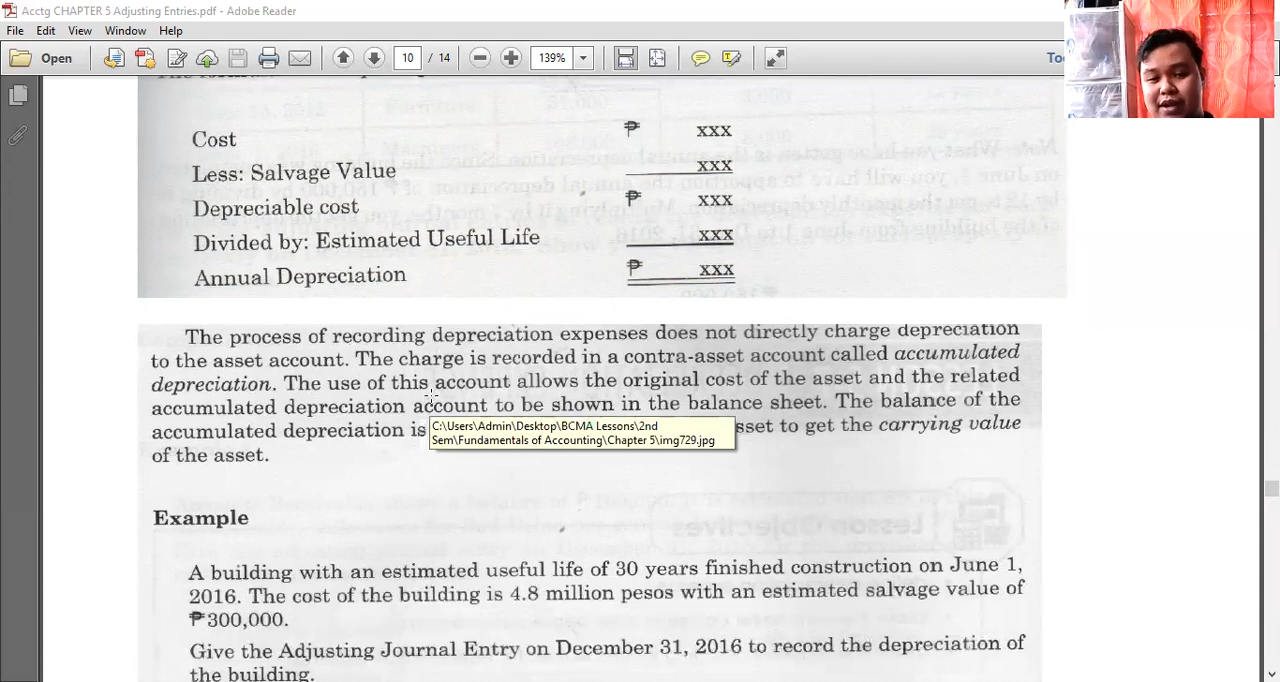 Acctg CHAPTER 5 Adjusting Entries.pdf - Adobe Reader
File Edit View Window Help
Open 10 / 14 139%
Cost ₱ xxx
Less: Salvage Value xxx
Depreciable cost ₱ xxx
Divided by: Estimated Useful Life xxx
Annual Depreciation ₱ xxx
The process of recording depreciation expenses does not directly charge depreciation
to the asset account. The charge is recorded in a contra-asset account called accumulated
depreciation. The use of this account allows the original cost of the asset and the related
accumulated depreciation account to be shown in the balance sheet. The balance of the
accumulated depreciation is sset to get the carrying value
C:\Users\Admin\Desktop\BCMA Lessons\2nd
Sem\Fundamentals of Accounting\Chapter 5\img729.jpg
of the asset.
Example
A building with an estimated useful life of 30 years finished construction on June 1,
2016. The cost of the building is 4.8 million pesos with an estimated salvage value of
₱300,000.
Give the Adjusting Journal Entry on December 31, 2016 to record the depreciation of
the building.